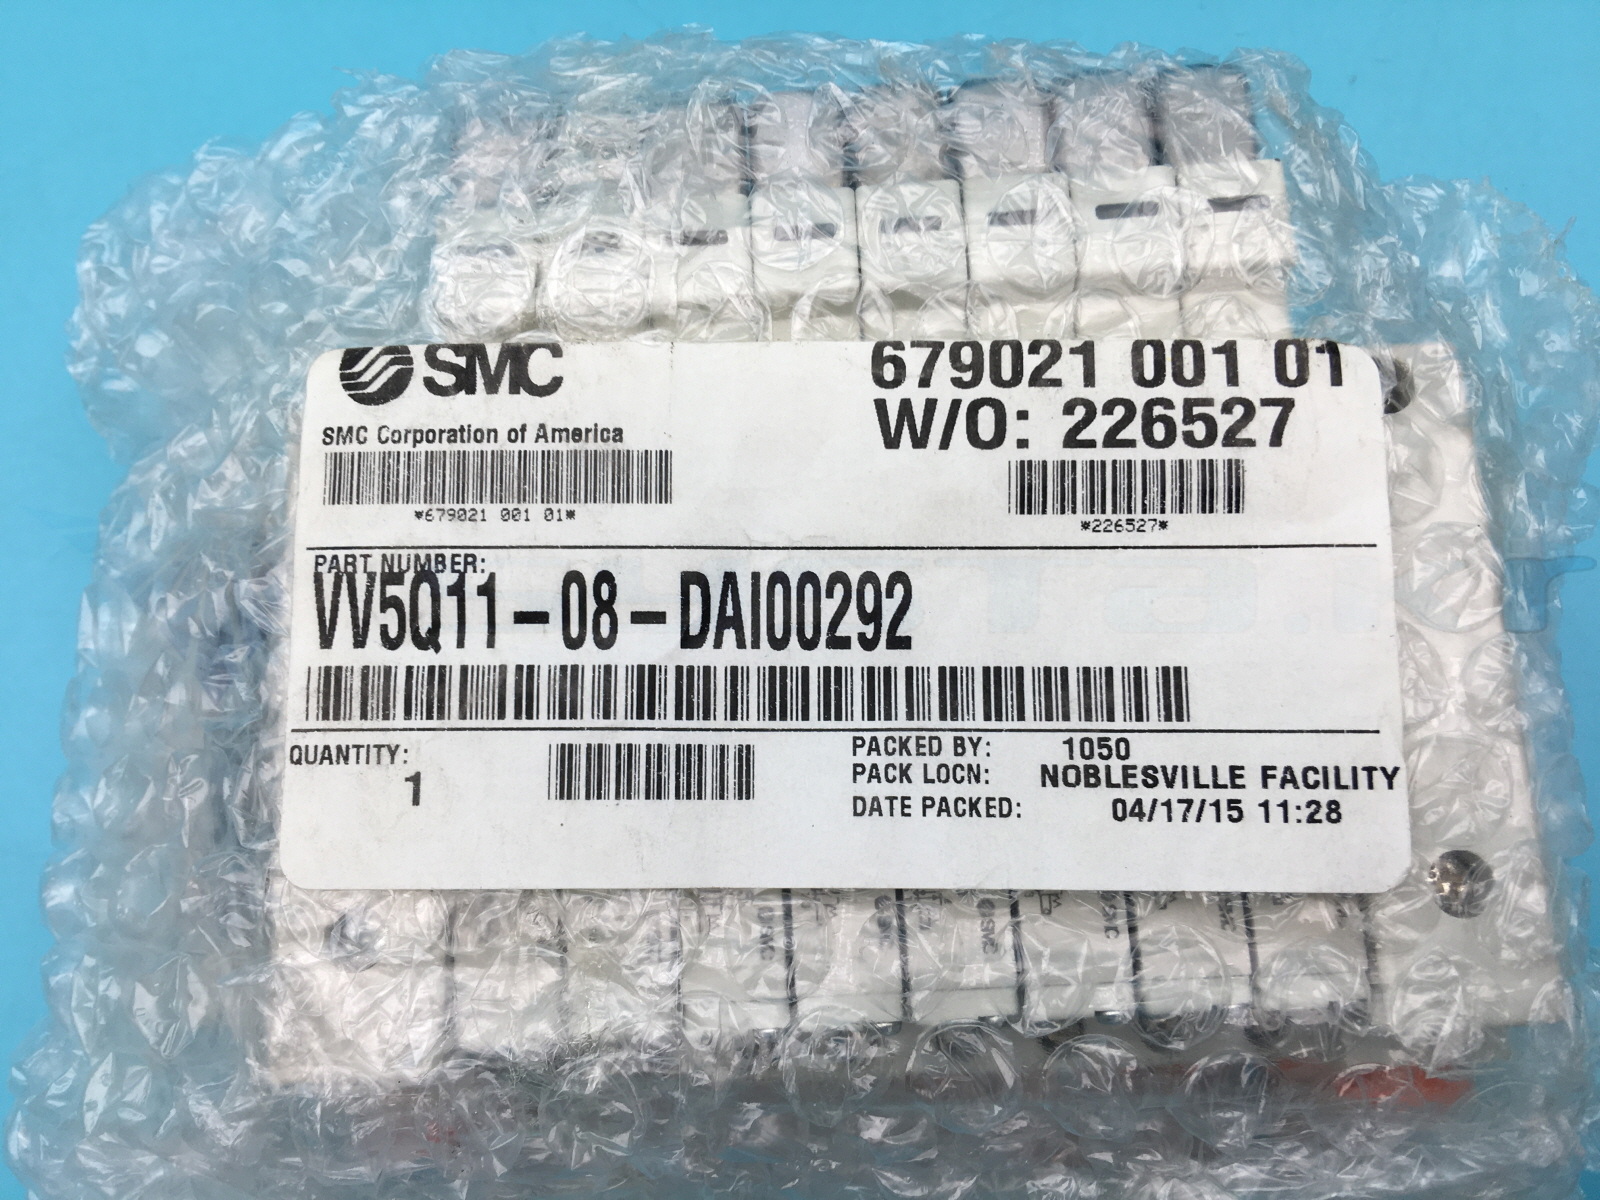 SMC
679021 001 01
SMC Corporation of America
W/O: 226527
*679021 001 01*
*226527*
PART NUMBER:
VV5Q11-08-DAI00292
QUANTITY:
1
PACKED BY: 1050
PACK LOCN: NOBLESVILLE FACILITY
DATE PACKED: 04/17/15 11:28